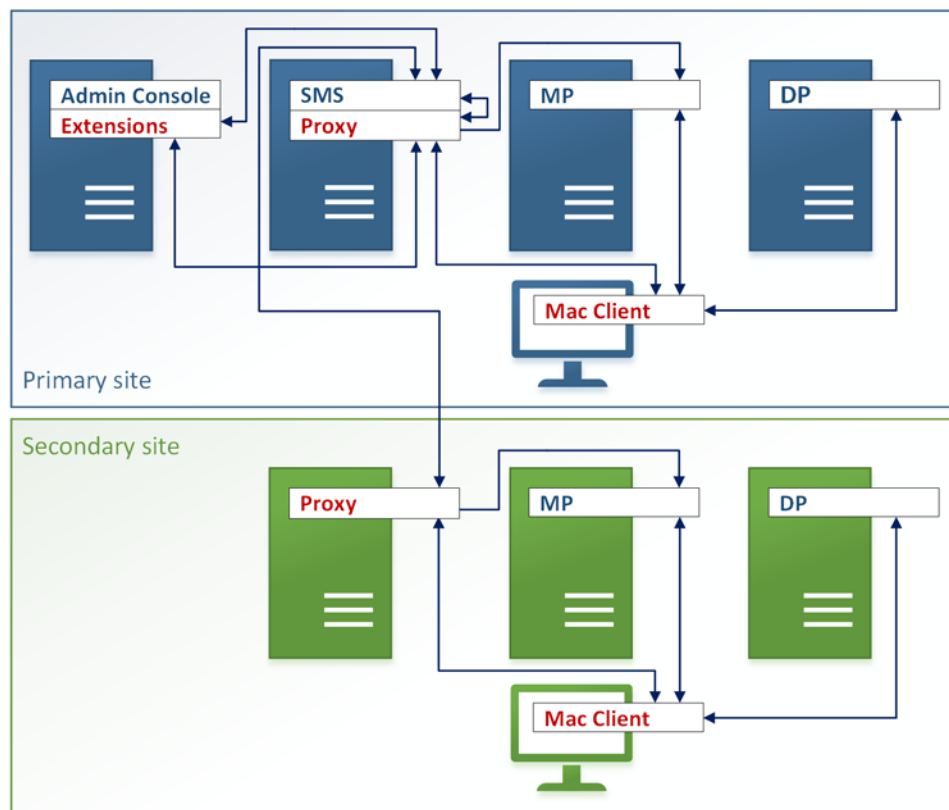 Admin Console
Extensions
SMS
Proxy
MP
DP
Mac Client
Primary site
Secondary site
Proxy
MP
DP
Mac Client